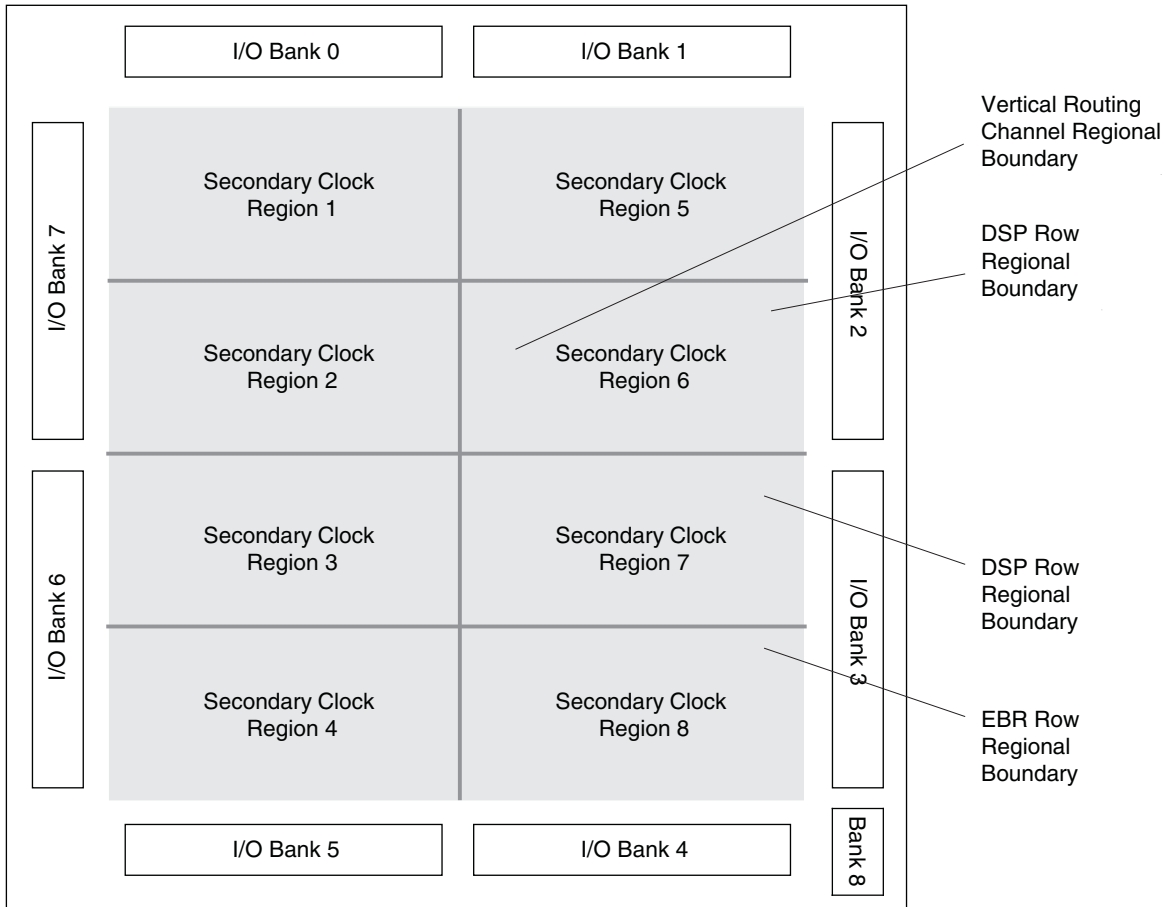 I/O Bank 0
I/O Bank 1
Vertical Routing
Channel Regional
Boundary
I/O Bank 7
Secondary Clock
Region 1
Secondary Clock
Region 5
I/O Bank 2
DSP Row
Regional
Boundary
Secondary Clock
Region 2
Secondary Clock
Region 6
I/O Bank 6
Secondary Clock
Region 3
Secondary Clock
Region 7
I/O Bank 3
DSP Row
Regional
Boundary
Secondary Clock
Region 4
Secondary Clock
Region 8
EBR Row
Regional
Boundary
I/O Bank 5
I/O Bank 4
Bank 8